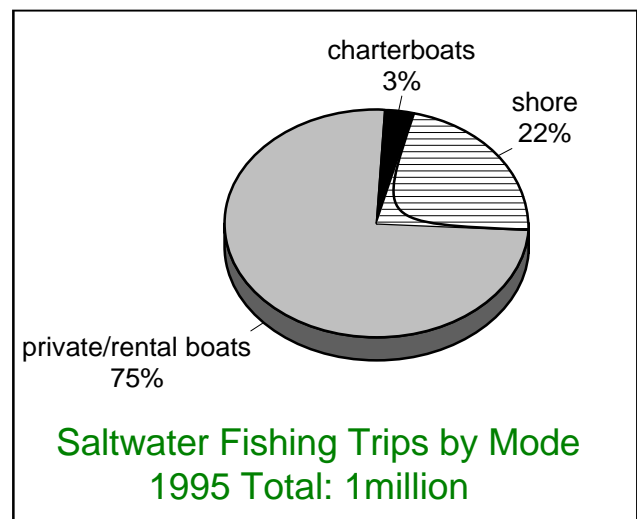 charterboats
3%
shore
22%
private/rental boats
75%
Saltwater Fishing Trips by Mode
1995 Total: 1million